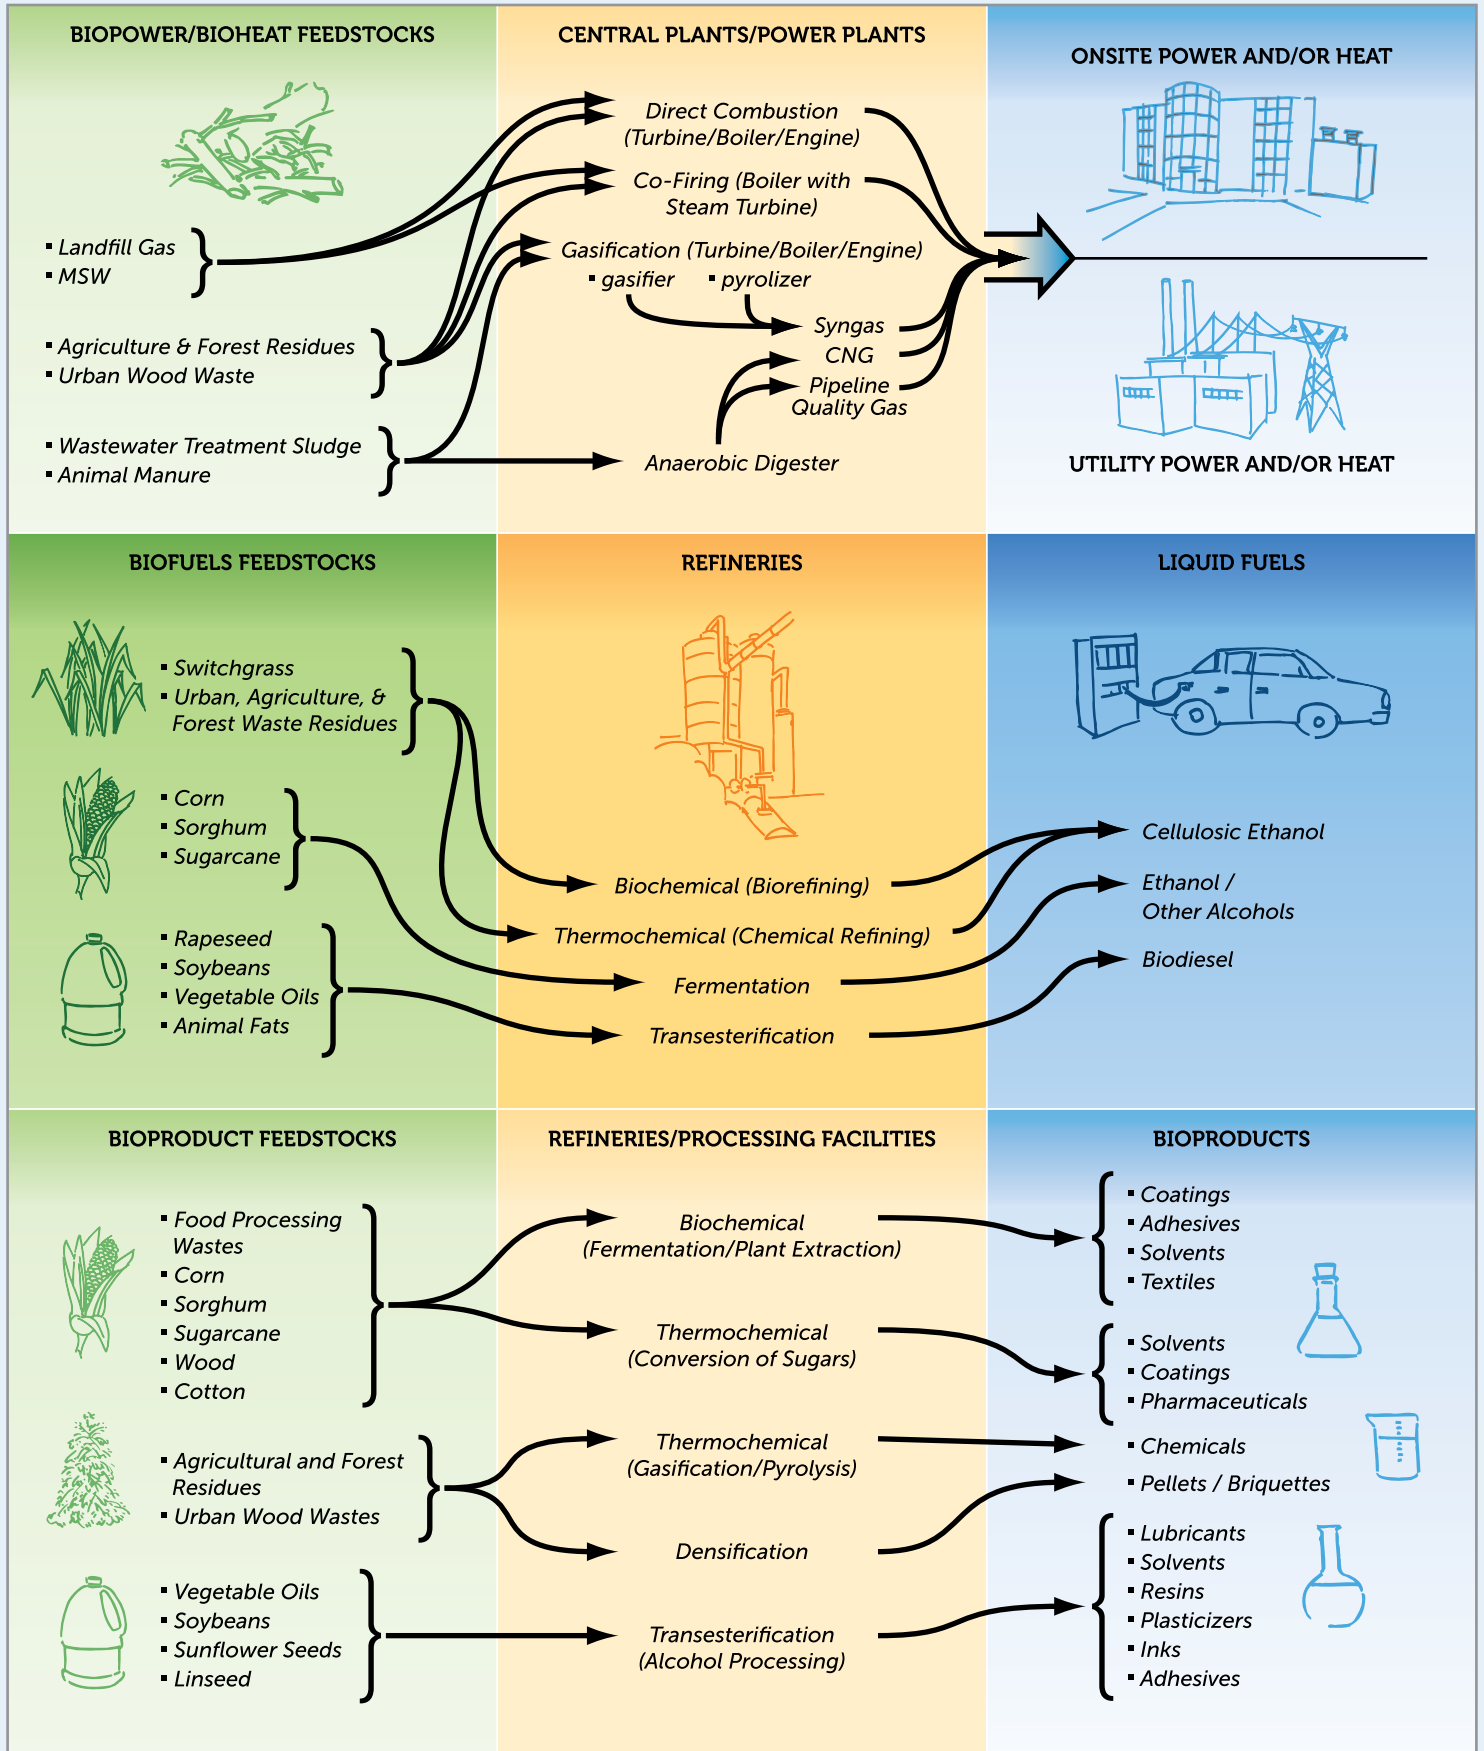 BIOPOWER/BIOHEAT FEEDSTOCKS
▪ Landfill Gas
▪ MSW
▪ Agriculture & Forest Residues
▪ Urban Wood Waste
▪ Wastewater Treatment Sludge
▪ Animal Manure
CENTRAL PLANTS/POWER PLANTS
Direct Combustion
(Turbine/Boiler/Engine)
Co-Firing (Boiler with
Steam Turbine)
Gasification (Turbine/Boiler/Engine)
▪ gasifier ▪ pyrolizer
Syngas
CNG
Pipeline
Quality Gas
Anaerobic Digester
ONSITE POWER AND/OR HEAT
UTILITY POWER AND/OR HEAT
BIOFUELS FEEDSTOCKS
▪ Switchgrass
▪ Urban, Agriculture, &
Forest Waste Residues
▪ Corn
▪ Sorghum
▪ Sugarcane
▪ Rapeseed
▪ Soybeans
▪ Vegetable Oils
▪ Animal Fats
REFINERIES
Biochemical (Biorefining)
Thermochemical (Chemical Refining)
Fermentation
Transesterification
LIQUID FUELS
Cellulosic Ethanol
Ethanol /
Other Alcohols
Biodiesel
BIOPRODUCT FEEDSTOCKS
▪ Food Processing
Wastes
▪ Corn
▪ Sorghum
▪ Sugarcane
▪ Wood
▪ Cotton
▪ Agricultural and Forest
Residues
▪ Urban Wood Wastes
▪ Vegetable Oils
▪ Soybeans
▪ Sunflower Seeds
▪ Linseed
REFINERIES/PROCESSING FACILITIES
Biochemical
(Fermentation/Plant Extraction)
Thermochemical
(Conversion of Sugars)
Thermochemical
(Gasification/Pyrolysis)
Densification
Transesterification
(Alcohol Processing)
BIOPRODUCTS
▪ Coatings
▪ Adhesives
▪ Solvents
▪ Textiles
▪ Solvents
▪ Coatings
▪ Pharmaceuticals
▪ Chemicals
▪ Pellets / Briquettes
▪ Lubricants
▪ Solvents
▪ Resins
▪ Plasticizers
▪ Inks
▪ Adhesives